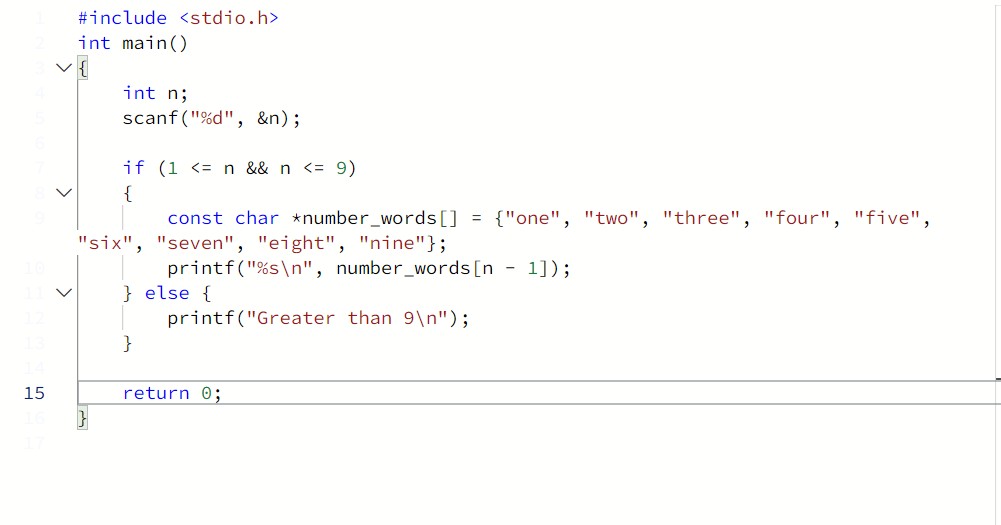 1 #include <stdio.h>
2 int main()
3 {
4     int n;
5     scanf("%d", &n);
6
7     if (1 <= n && n <= 9)
8     {
9         const char *number_words[] = {"one", "two", "three", "four", "five",
"six", "seven", "eight", "nine"};
10         printf("%s\n", number_words[n - 1]);
11     } else {
12         printf("Greater than 9\n");
13     }
14
15     return 0;
16 }
17